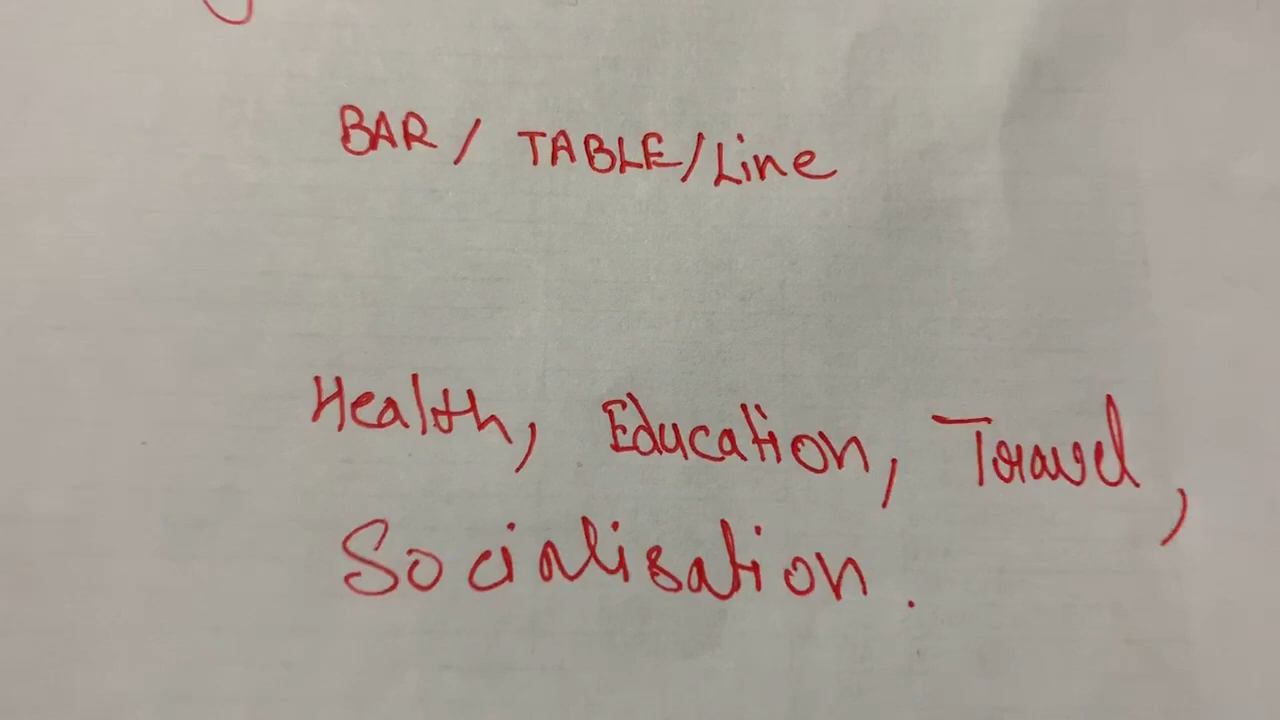 BAR / TABLE/Line
Health, Education, Travel,
Socialisation.